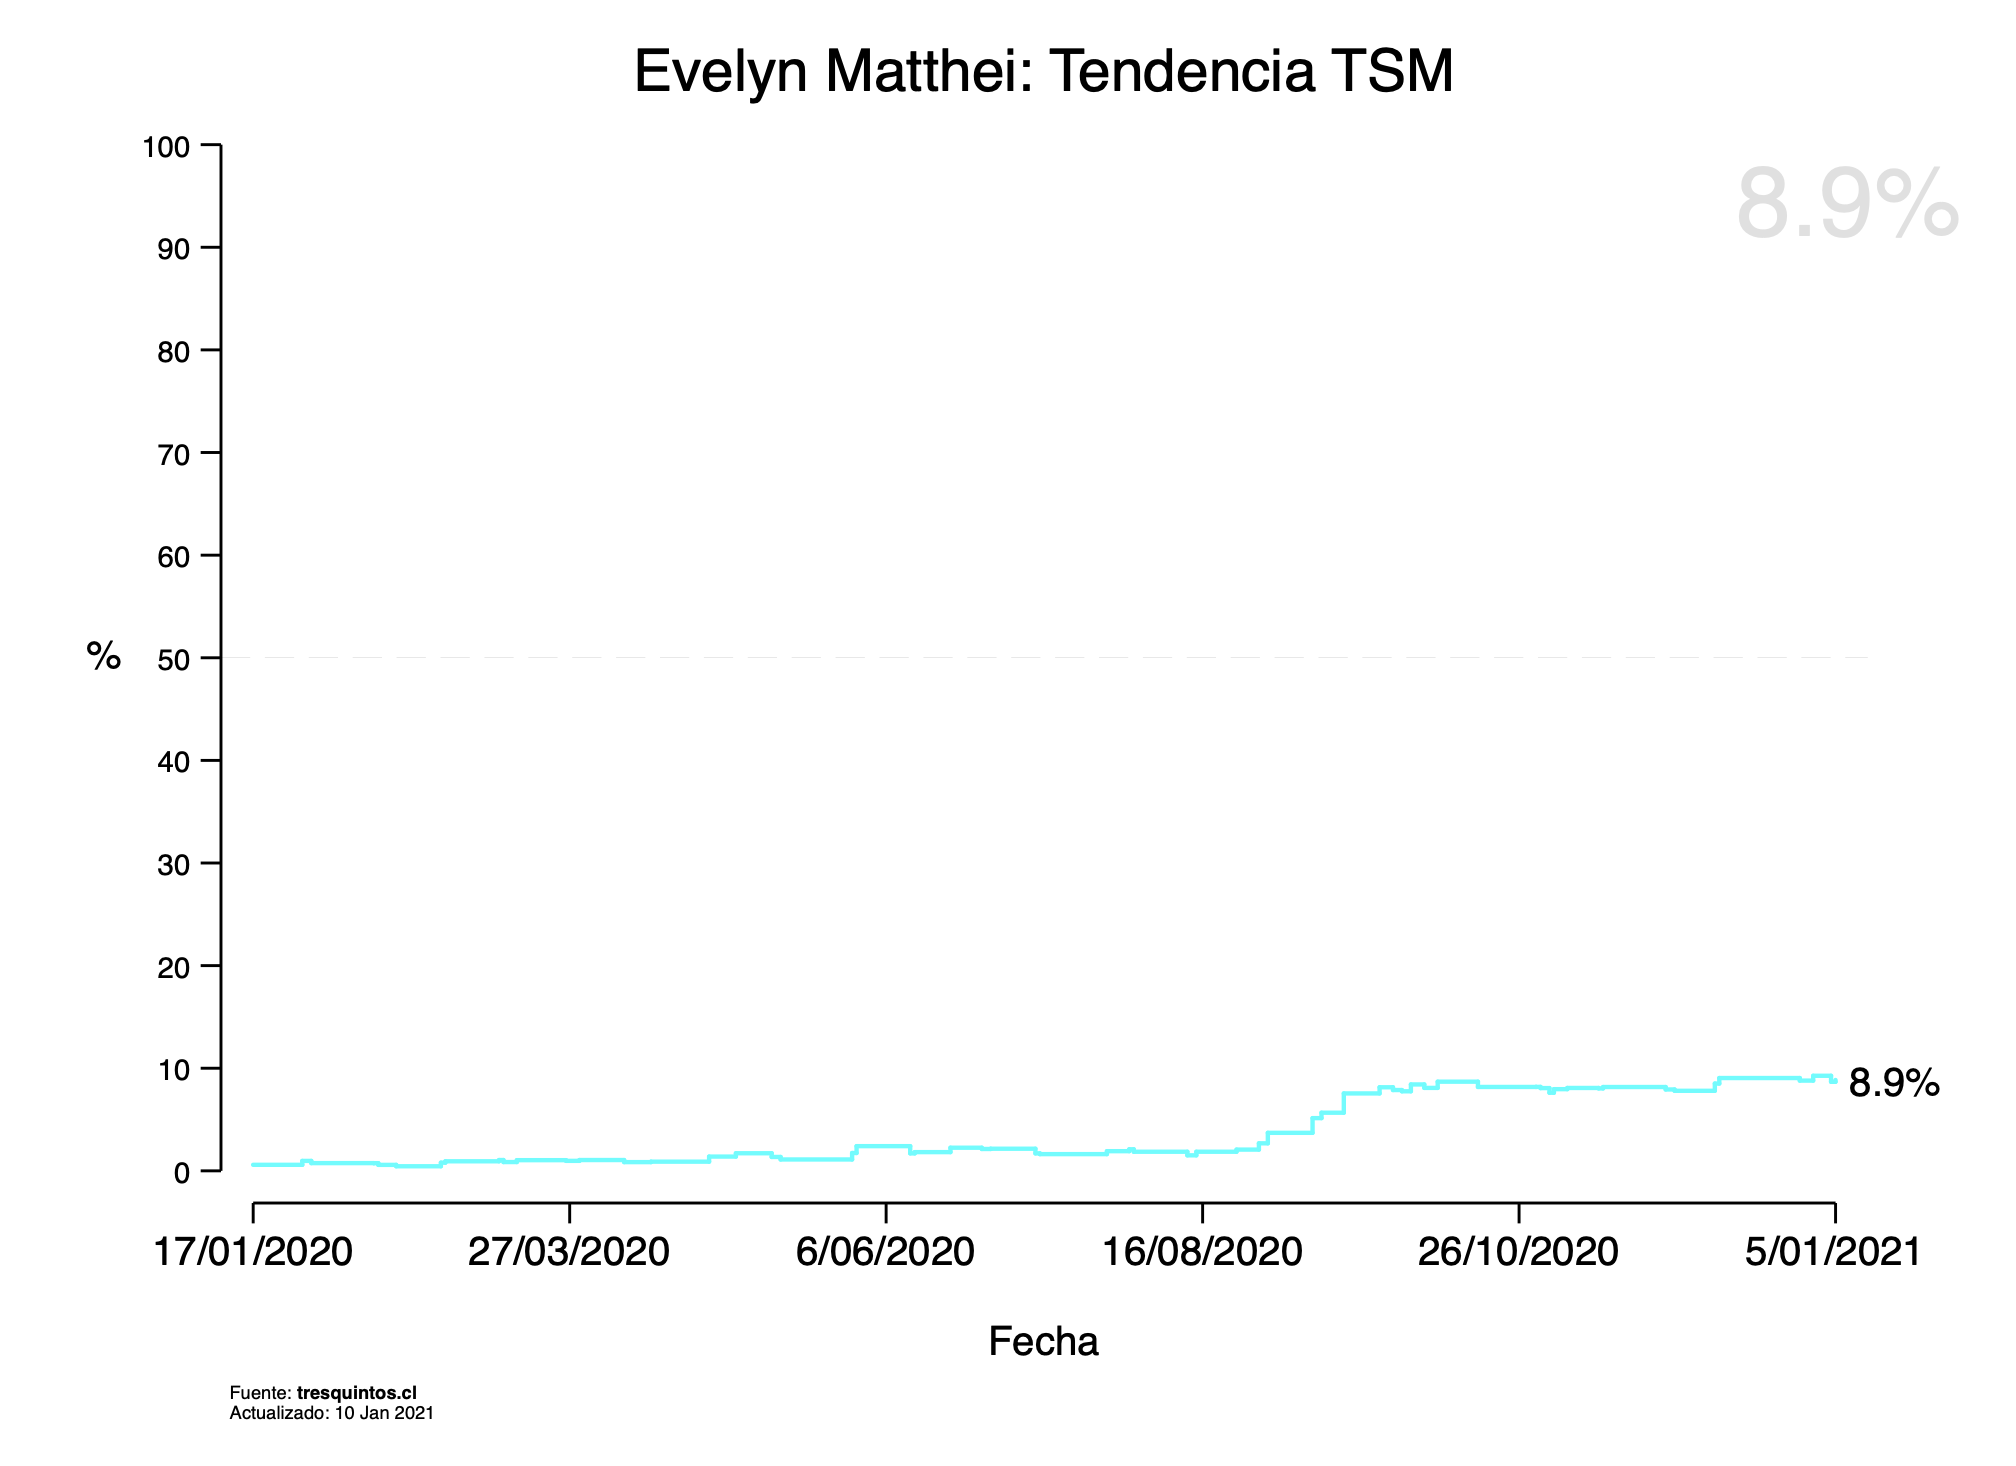 Evelyn Matthei: Tendencia TSM
8.9%
100
90
80
70
60
50
40
30
20
10
0
%
8.9%
17/01/2020 27/03/2020 6/06/2020 16/08/2020 26/10/2020 5/01/2021
Fecha
Fuente: tresquintos.cl
Actualizado: 10 Jan 2021